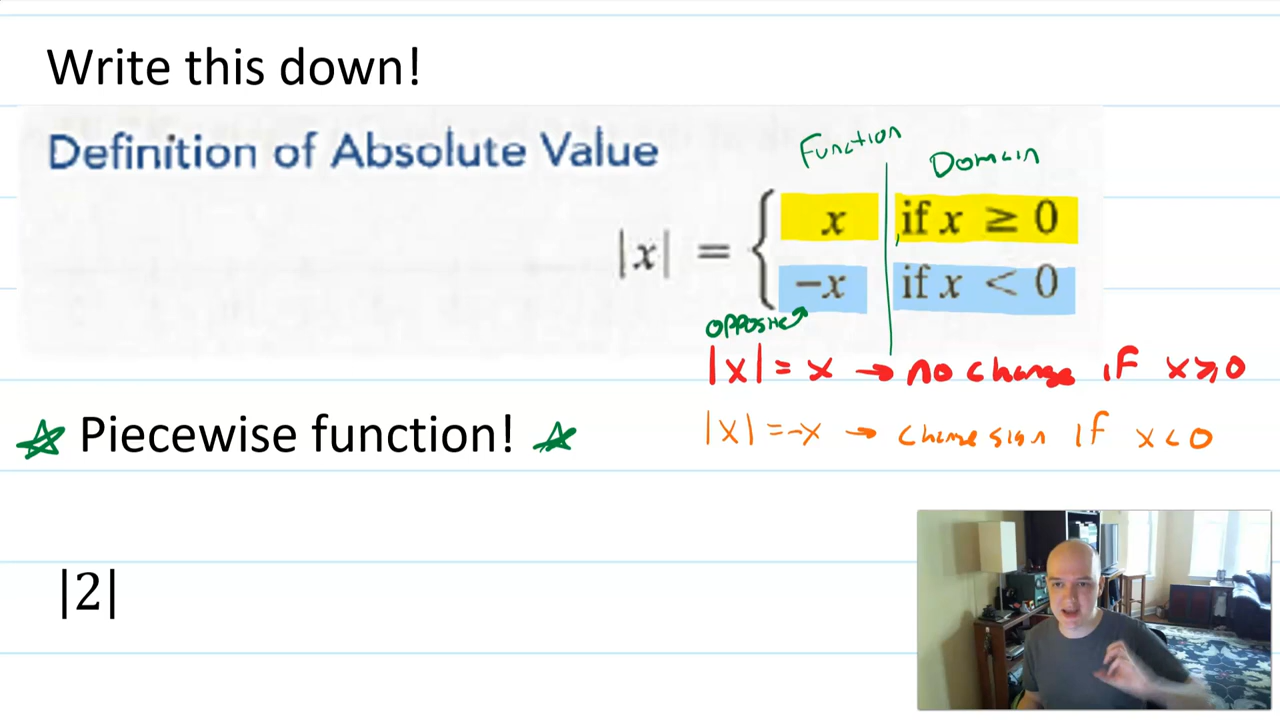 Write this down!
Definition of Absolute Value
Function
Domain
|x| = { x if x ≥ 0
-x if x < 0
opposite
|x| = x → no change if x ≥ 0
|x| = -x → change sign if x < 0
Piecewise function!
|2|